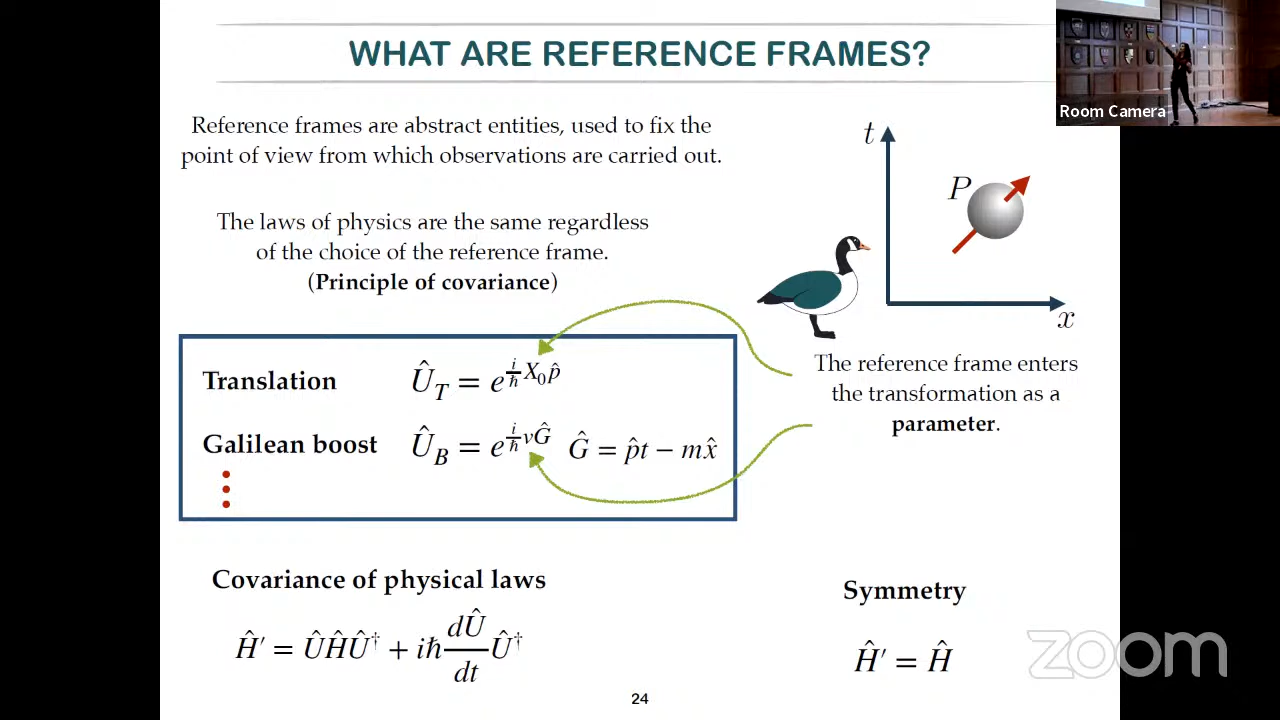 WHAT ARE REFERENCE FRAMES?
Room Camera
Reference frames are abstract entities, used to fix the
point of view from which observations are carried out.
The laws of physics are the same regardless
of the choice of the reference frame.
(Principle of covariance)
t
P
x
Translation Û_T = e^{i/ħ X₀p̂}
Galilean boost Û_B = e^{i/ħ vĜ} Ĝ = p̂t − mx̂
The reference frame enters
the transformation as a
parameter.
Covariance of physical laws
Ĥ′ = ÛĤÛ† + iħ dÛ/dt Û†
Symmetry
Ĥ′ = Ĥ
zoom
24